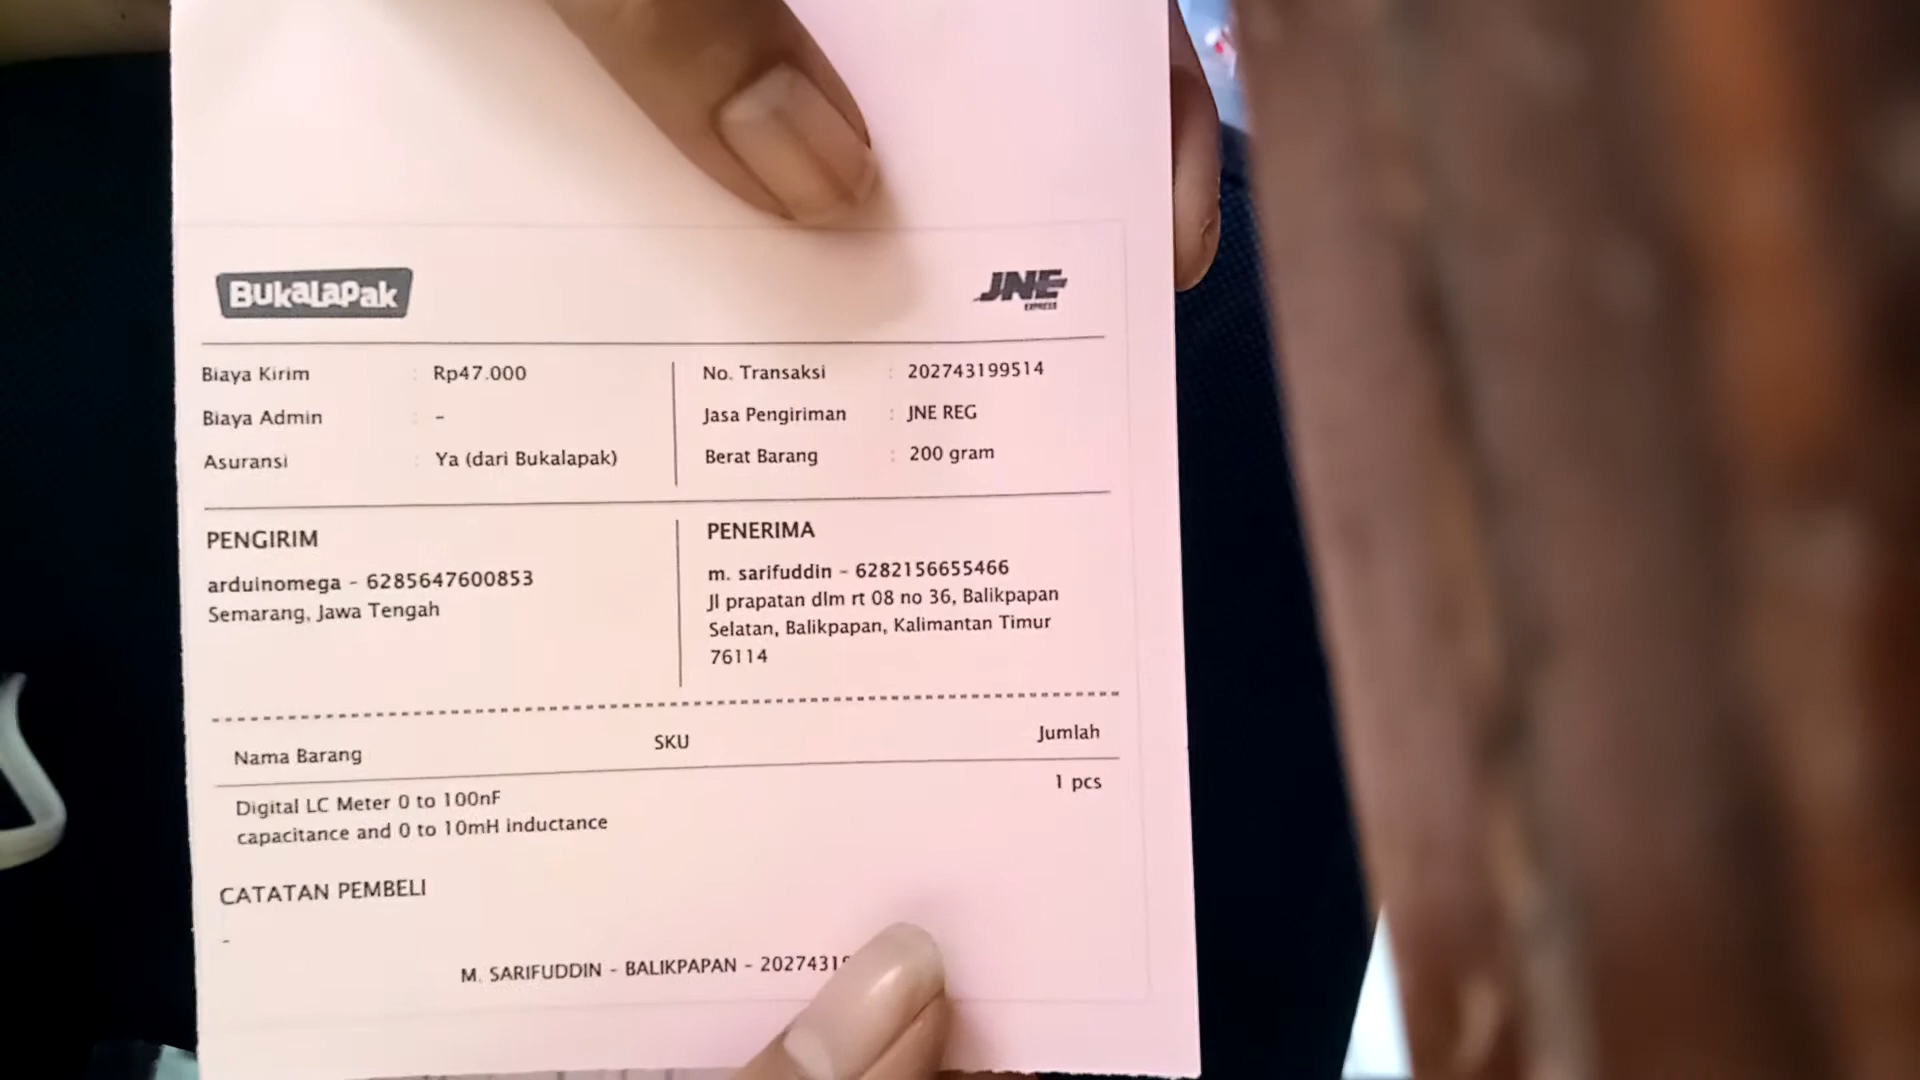 Bukalapak
JNE
EXPRESS
Biaya Kirim : Rp47.000
Biaya Admin : -
Asuransi : Ya (dari Bukalapak)
No. Transaksi : 202743199514
Jasa Pengiriman : JNE REG
Berat Barang : 200 gram
PENGIRIM
arduinomega - 6285647600853
Semarang, Jawa Tengah
PENERIMA
m. sarifuddin - 6282156655466
Jl prapatan dlm rt 08 no 36, Balikpapan
Selatan, Balikpapan, Kalimantan Timur
76114
Nama Barang SKU Jumlah
Digital LC Meter 0 to 100nF 1 pcs
capacitance and 0 to 10mH inductance
CATATAN PEMBELI
-
M. SARIFUDDIN - BALIKPAPAN -